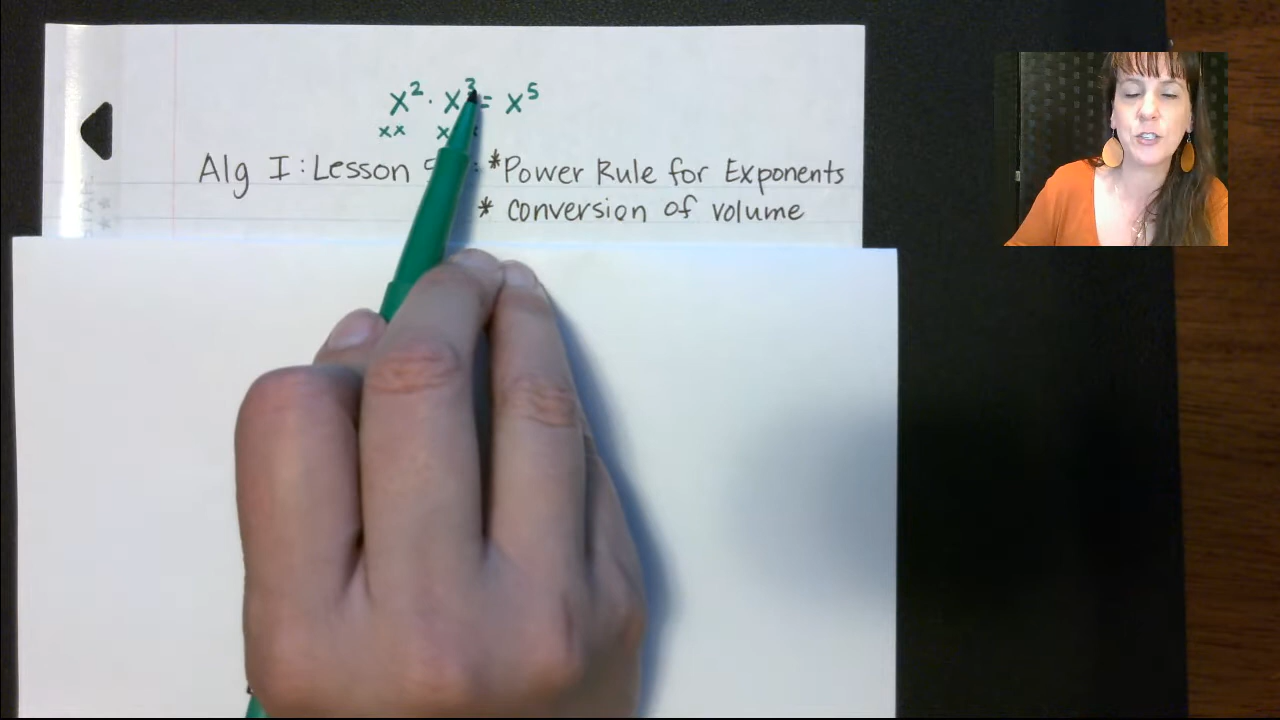 x² · x³ = x⁵
xx x x
Alg I: Lesson : *Power Rule for Exponents
* conversion of volume